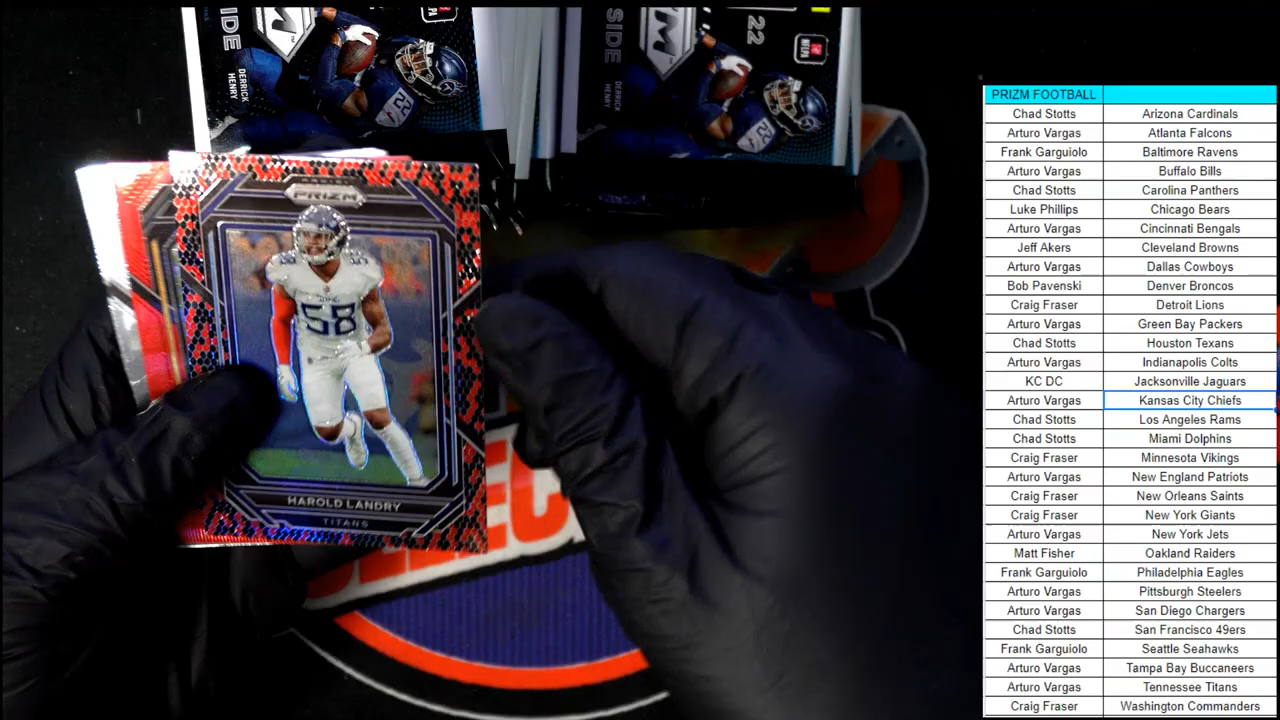 IDE
DERRICK
HENRY
22
NFLPA
SIDE
DERRICK
HENRY
22
NFLPA
22
PANINI
PRIZM
58
HAROLD LANDRY
TITANS
PRIZM FOOTBALL
Chad Stotts Arizona Cardinals
Arturo Vargas Atlanta Falcons
Frank Garguiolo Baltimore Ravens
Arturo Vargas Buffalo Bills
Chad Stotts Carolina Panthers
Luke Phillips Chicago Bears
Arturo Vargas Cincinnati Bengals
Jeff Akers Cleveland Browns
Arturo Vargas Dallas Cowboys
Bob Pavenski Denver Broncos
Craig Fraser Detroit Lions
Arturo Vargas Green Bay Packers
Chad Stotts Houston Texans
Arturo Vargas Indianapolis Colts
KC DC Jacksonville Jaguars
Arturo Vargas Kansas City Chiefs
Chad Stotts Los Angeles Rams
Chad Stotts Miami Dolphins
Craig Fraser Minnesota Vikings
Arturo Vargas New England Patriots
Craig Fraser New Orleans Saints
Craig Fraser New York Giants
Arturo Vargas New York Jets
Matt Fisher Oakland Raiders
Frank Garguiolo Philadelphia Eagles
Arturo Vargas Pittsburgh Steelers
Arturo Vargas San Diego Chargers
Chad Stotts San Francisco 49ers
Frank Garguiolo Seattle Seahawks
Arturo Vargas Tampa Bay Buccaneers
Arturo Vargas Tennessee Titans
Craig Fraser Washington Commanders